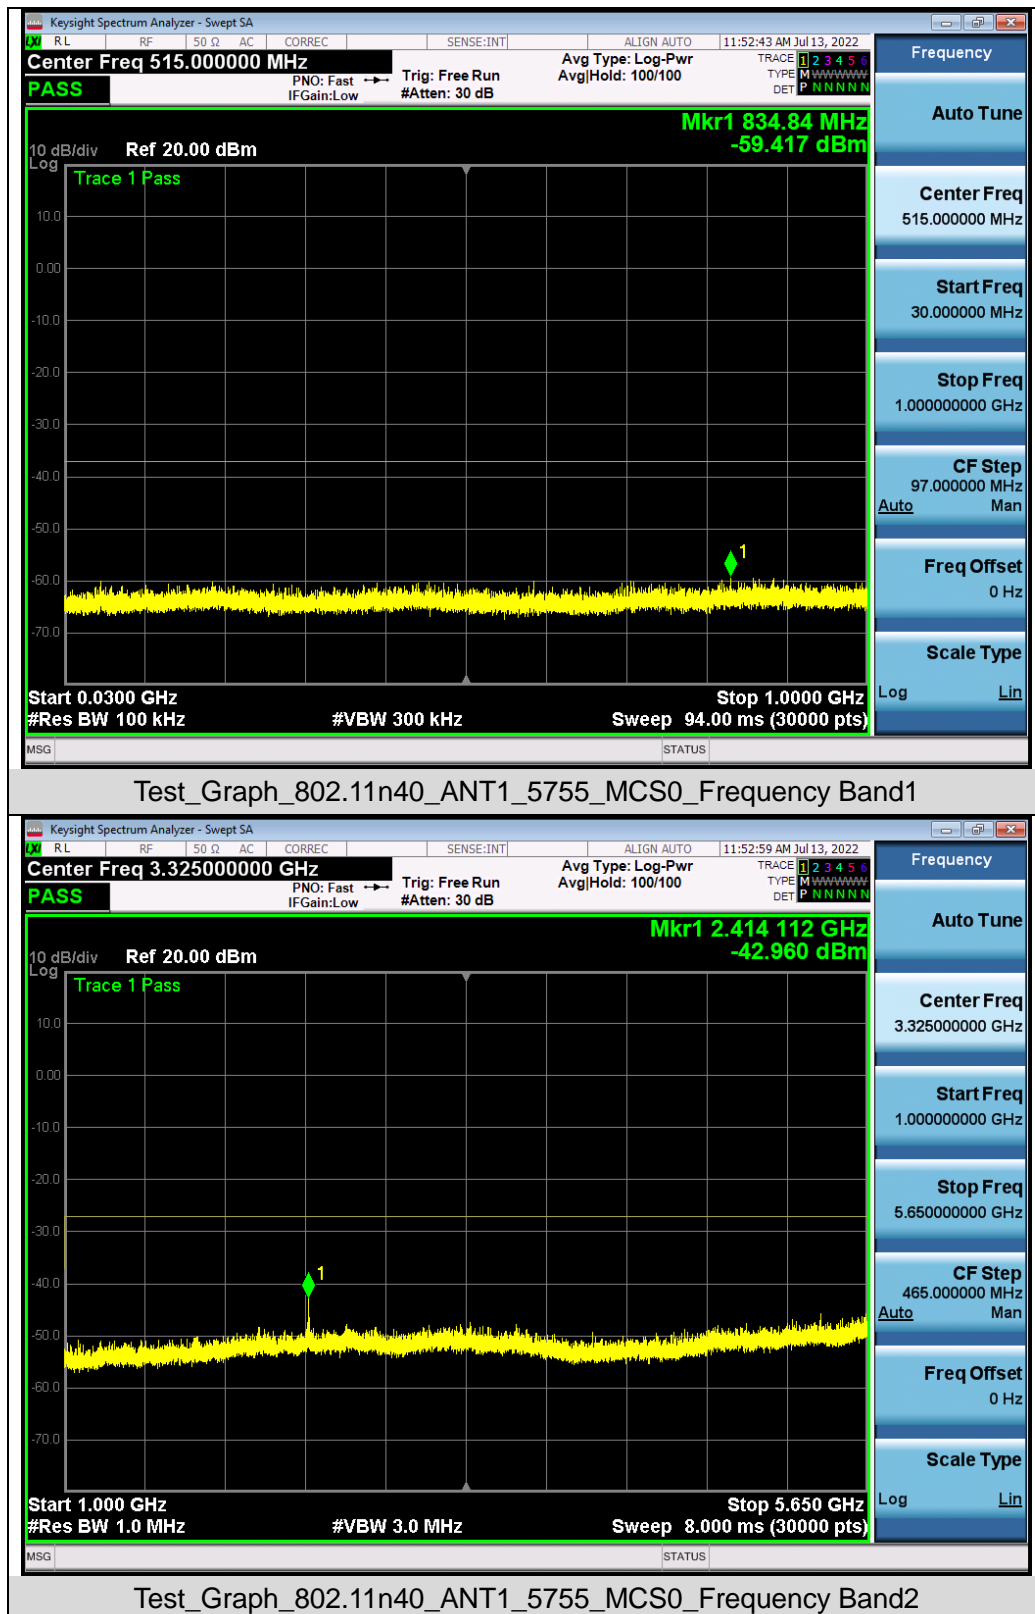 Keysight Spectrum Analyzer - Swept SA
LXI RL RF 50 Ω AC CORREC SENSE:INT ALIGN AUTO 11:52:43 AM Jul 13, 2022
Center Freq 515.000000 MHz
PASS
PNO: Fast
IFGain:Low
Trig: Free Run
#Atten: 30 dB
Avg Type: Log-Pwr
Avg|Hold: 100/100
TRACE 1 2 3 4 5 6
TYPE M WWWWW
DET P N N N N N
Mkr1 834.84 MHz
-59.417 dBm
10 dB/div Ref 20.00 dBm
Log
Trace 1 Pass
10.0
0.00
-10.0
-20.0
-30.0
-40.0
-50.0
-60.0
-70.0
1
Start 0.0300 GHz Stop 1.0000 GHz
#Res BW 100 kHz #VBW 300 kHz Sweep 94.00 ms (30000 pts)
MSG STATUS
Frequency
Auto Tune
Center Freq
515.000000 MHz
Start Freq
30.000000 MHz
Stop Freq
1.000000000 GHz
CF Step
97.000000 MHz
Auto Man
Freq Offset
0 Hz
Scale Type
Log Lin
Test_Graph_802.11n40_ANT1_5755_MCS0_Frequency Band1
Keysight Spectrum Analyzer - Swept SA
LXI RL RF 50 Ω AC CORREC SENSE:INT ALIGN AUTO 11:52:59 AM Jul 13, 2022
Center Freq 3.325000000 GHz
PASS
PNO: Fast
IFGain:Low
Trig: Free Run
#Atten: 30 dB
Avg Type: Log-Pwr
Avg|Hold: 100/100
TRACE 1 2 3 4 5 6
TYPE M WWWWW
DET P N N N N N
Mkr1 2.414 112 GHz
-42.960 dBm
10 dB/div Ref 20.00 dBm
Log
Trace 1 Pass
10.0
0.00
-10.0
-20.0
-30.0
-40.0
-50.0
-60.0
-70.0
1
Start 1.000 GHz Stop 5.650 GHz
#Res BW 1.0 MHz #VBW 3.0 MHz Sweep 8.000 ms (30000 pts)
MSG STATUS
Frequency
Auto Tune
Center Freq
3.325000000 GHz
Start Freq
1.000000000 GHz
Stop Freq
5.650000000 GHz
CF Step
465.000000 MHz
Auto Man
Freq Offset
0 Hz
Scale Type
Log Lin
Test_Graph_802.11n40_ANT1_5755_MCS0_Frequency Band2